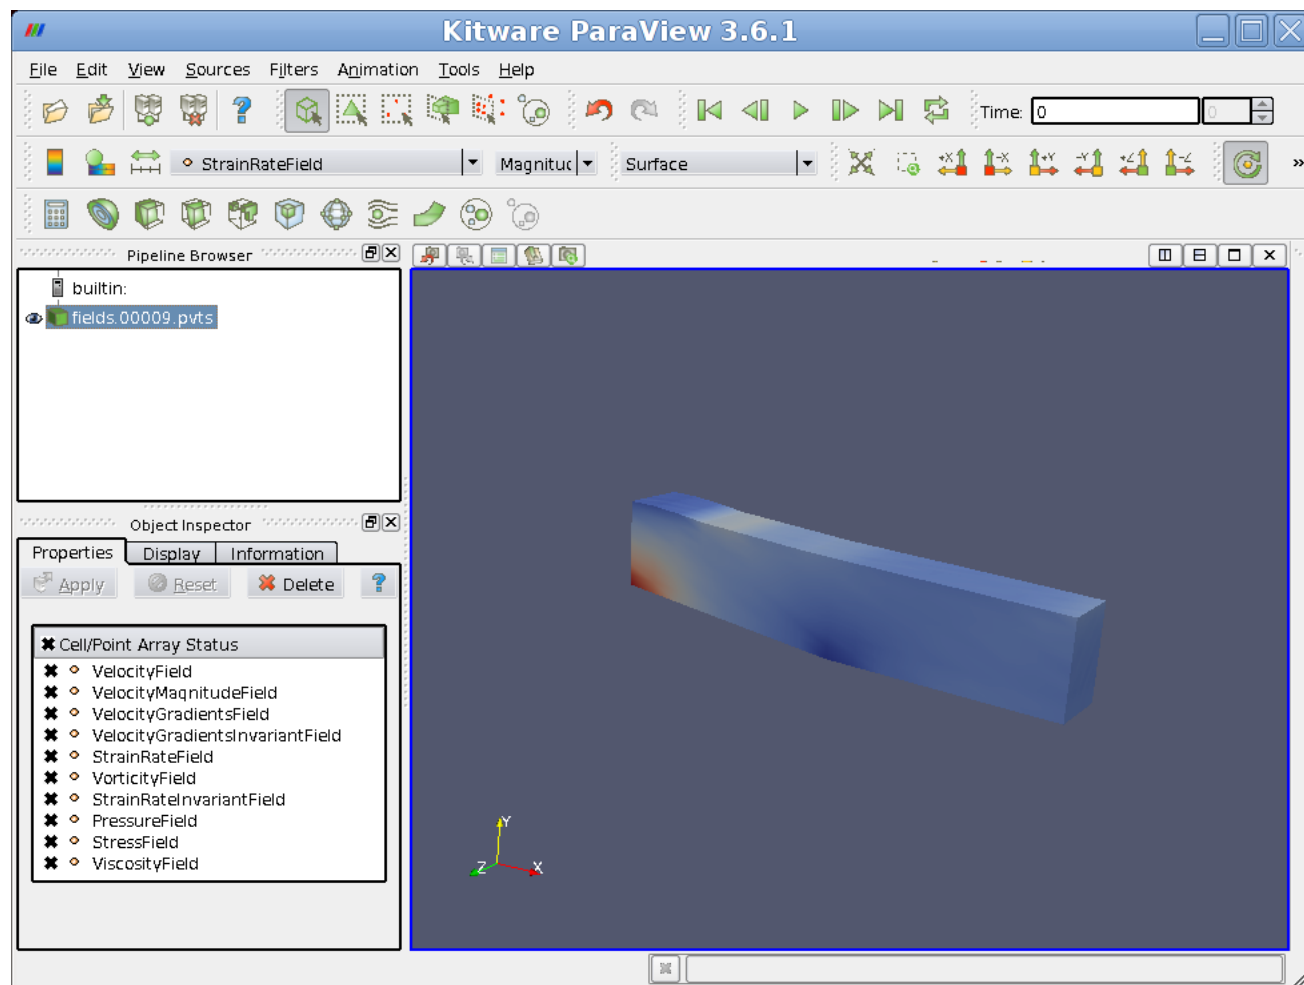 Kitware ParaView 3.6.1
File Edit View Sources Filters Animation Tools Help
Time: 0 0
StrainRateField Magnituc Surface +X -X +Y -Y +Z -Z »
Pipeline Browser
builtin:
fields.00009.pvts
Object Inspector
Properties Display Information
Apply Reset Delete ?
Cell/Point Array Status
VelocityField
VelocityMagnitudeField
VelocityGradientsField
VelocityGradientsInvariantField
StrainRateField
VorticityField
StrainRateInvariantField
PressureField
StressField
ViscosityField
Y
Z X